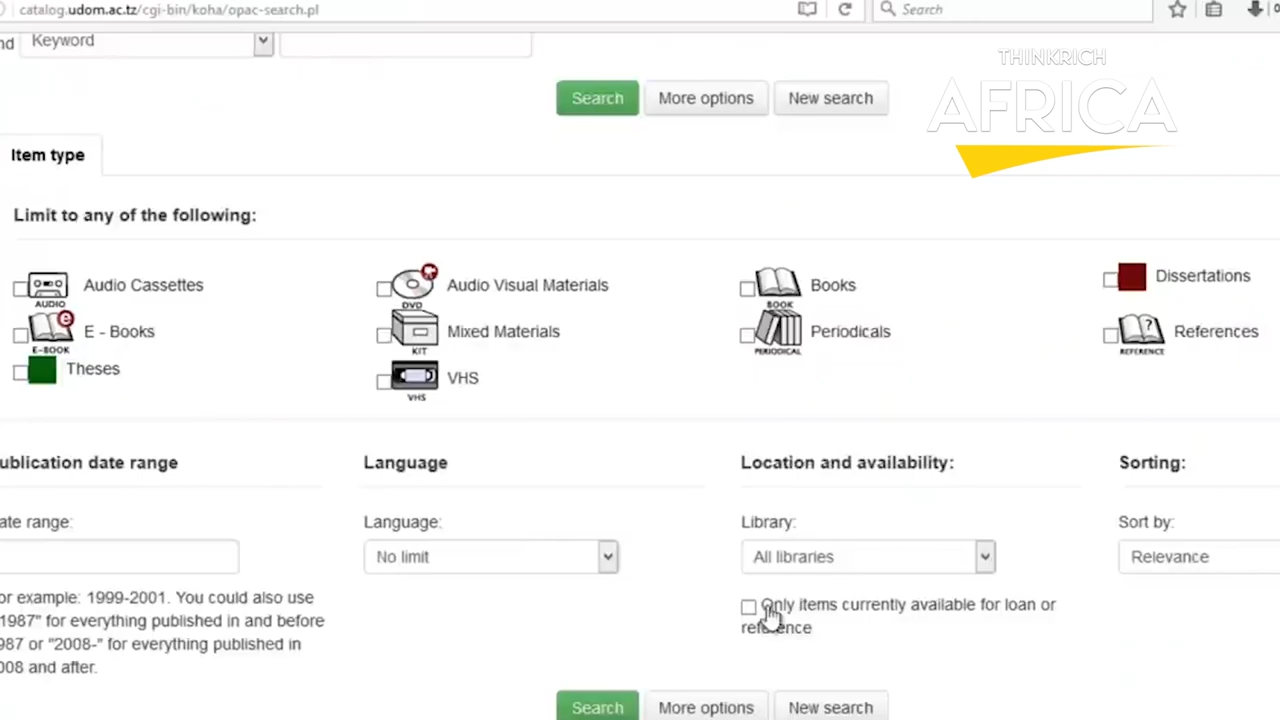 catalog.udom.ac.tz/cgi-bin/koha/opac-search.pl
Search
nd Keyword
THINKRICH
AFRICA
Search More options New search
Item type
Limit to any of the following:
Audio Cassettes Audio Visual Materials Books Dissertations
AUDIO DVD BOOK
E - Books Mixed Materials Periodicals References
E-BOOK KIT PERIODICAL REFERENCE
Theses VHS
VHS
ublication date range Language Location and availability: Sorting:
ate range: Language: Library: Sort by:
No limit All libraries Relevance
or example: 1999-2001. You could also use
1987" for everything published in and before
987 or "2008-" for everything published in
008 and after.
Only items currently available for loan or
reference
Search More options New search